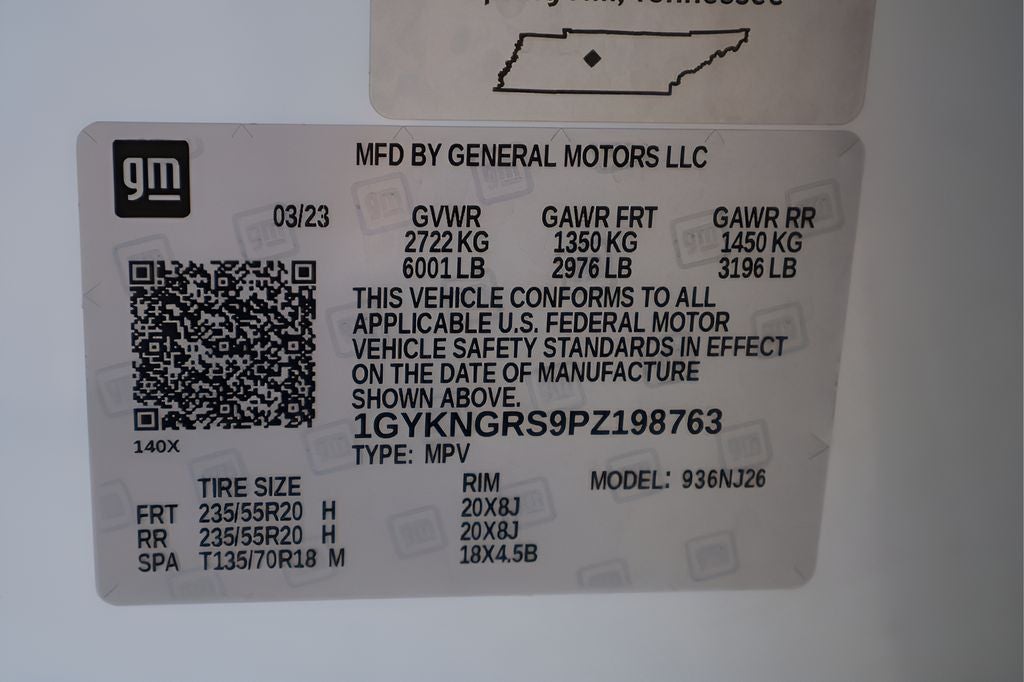 Tennessee
gm
MFD BY GENERAL MOTORS LLC
03/23 GVWR GAWR FRT GAWR RR
2722 KG 1350 KG 1450 KG
6001 LB 2976 LB 3196 LB
THIS VEHICLE CONFORMS TO ALL
APPLICABLE U.S. FEDERAL MOTOR
VEHICLE SAFETY STANDARDS IN EFFECT
ON THE DATE OF MANUFACTURE
SHOWN ABOVE.
1GYKNGRS9PZ198763
140X
TYPE: MPV
TIRE SIZE RIM MODEL: 936NJ26
FRT 235/55R20 H 20X8J
RR 235/55R20 H 20X8J
SPA T135/70R18 M 18X4.5B